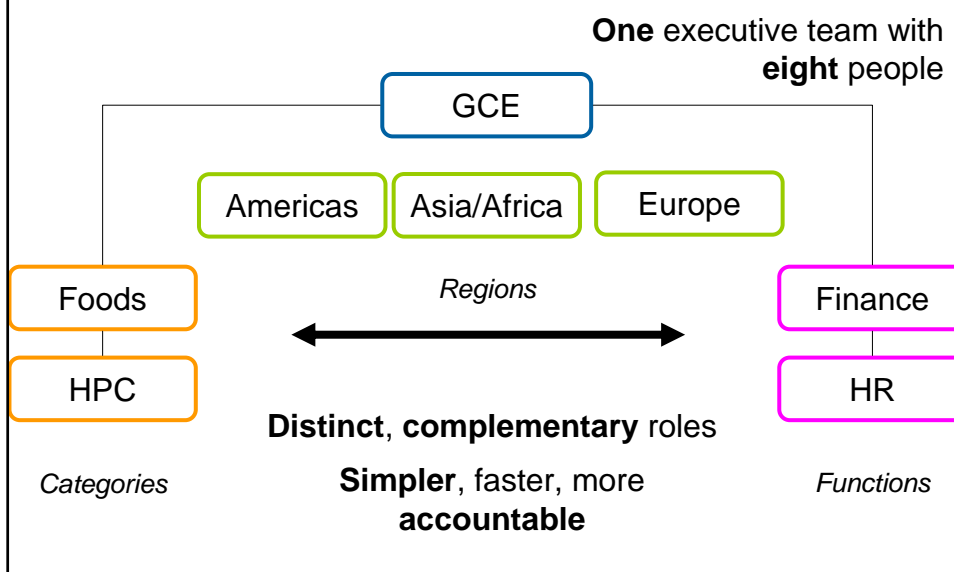 One executive team with
eight people
GCE
Americas
Asia/Africa
Europe
Regions
Foods
Finance
HPC
HR
Distinct, complementary roles
Categories
Simpler, faster, more
Functions
accountable